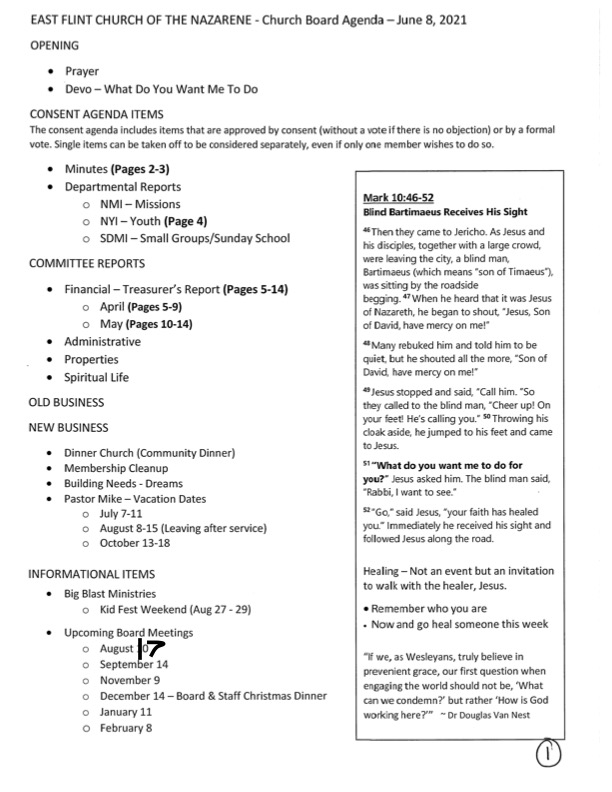 EAST FLINT CHURCH OF THE NAZARENE - Church Board Agenda – June 8, 2021
OPENING
• Prayer
• Devo – What Do You Want Me To Do
CONSENT AGENDA ITEMS
The consent agenda includes items that are approved by consent (without a vote if there is no objection) or by a formal
vote. Single items can be taken off to be considered separately, even if only one member wishes to do so.
• Minutes (Pages 2-3)
• Departmental Reports
o NMI – Missions
o NYI – Youth (Page 4)
o SDMI – Small Groups/Sunday School
COMMITTEE REPORTS
• Financial – Treasurer's Report (Pages 5-14)
o April (Pages 5-9)
o May (Pages 10-14)
• Administrative
• Properties
• Spiritual Life
OLD BUSINESS
NEW BUSINESS
• Dinner Church (Community Dinner)
• Membership Cleanup
• Building Needs - Dreams
• Pastor Mike – Vacation Dates
o July 7-11
o August 8-15 (Leaving after service)
o October 13-18
INFORMATIONAL ITEMS
• Big Blast Ministries
o Kid Fest Weekend (Aug 27 - 29)
• Upcoming Board Meetings
o August 17
o September 14
o November 9
o December 14 – Board & Staff Christmas Dinner
o January 11
o February 8
Mark 10:46-52
Blind Bartimaeus Receives His Sight
46 Then they came to Jericho. As Jesus and
his disciples, together with a large crowd,
were leaving the city, a blind man,
Bartimaeus (which means "son of Timaeus"),
was sitting by the roadside
begging. 47 When he heard that it was Jesus
of Nazareth, he began to shout, "Jesus, Son
of David, have mercy on me!"
48 Many rebuked him and told him to be
quiet, but he shouted all the more, "Son of
David, have mercy on me!"
49 Jesus stopped and said, "Call him. "So
they called to the blind man, "Cheer up! On
your feet! He's calling you." 50 Throwing his
cloak aside, he jumped to his feet and came
to Jesus.
51 "What do you want me to do for
you?" Jesus asked him. The blind man said,
"Rabbi, I want to see."
52 "Go," said Jesus, "your faith has healed
you." Immediately he received his sight and
followed Jesus along the road.
Healing – Not an event but an invitation
to walk with the healer, Jesus.
• Remember who you are
• Now and go heal someone this week
"If we, as Wesleyans, truly believe in
prevenient grace, our first question when
engaging the world should not be, 'What
can we condemn?' but rather 'How is God
working here?'" ~ Dr Douglas Van Nest
1